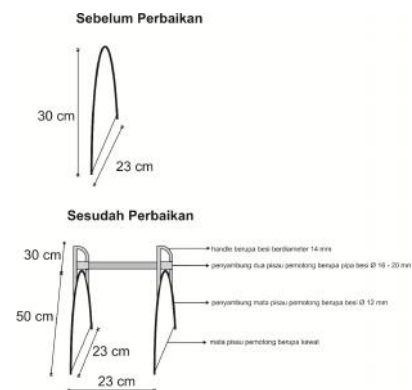 Sebelum Perbaikan
30 cm
23 cm
Sesudah Perbaikan
30 cm
handle berupa besi berdiameter 14 mm
penyambung dua pisau pemotong berupa pipa besi Ø 16 - 20 mm
50 cm
penyambung mata pisau pemotong berupa besi Ø 12 mm
23 cm
mata pisau pemotong berupa kawat
23 cm